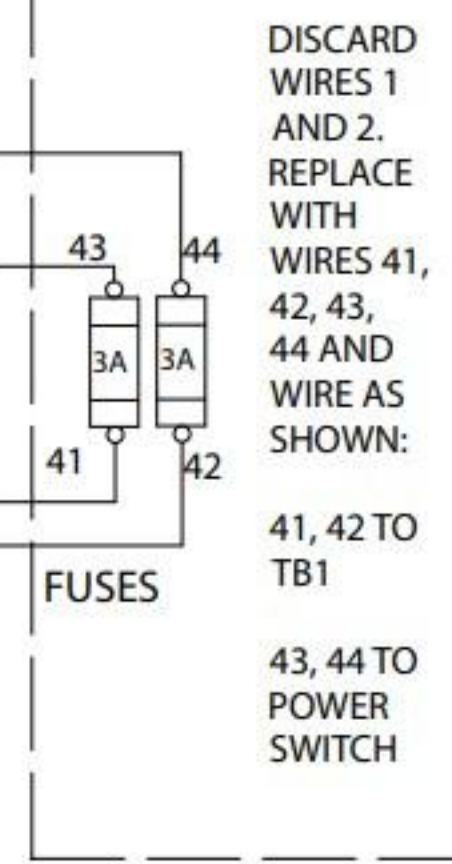 DISCARD
WIRES 1
AND 2.
REPLACE
WITH
WIRES 41,
42, 43,
44 AND
WIRE AS
SHOWN:
41, 42 TO
TB1
43, 44 TO
POWER
SWITCH
43
44
3A
3A
41
42
FUSES